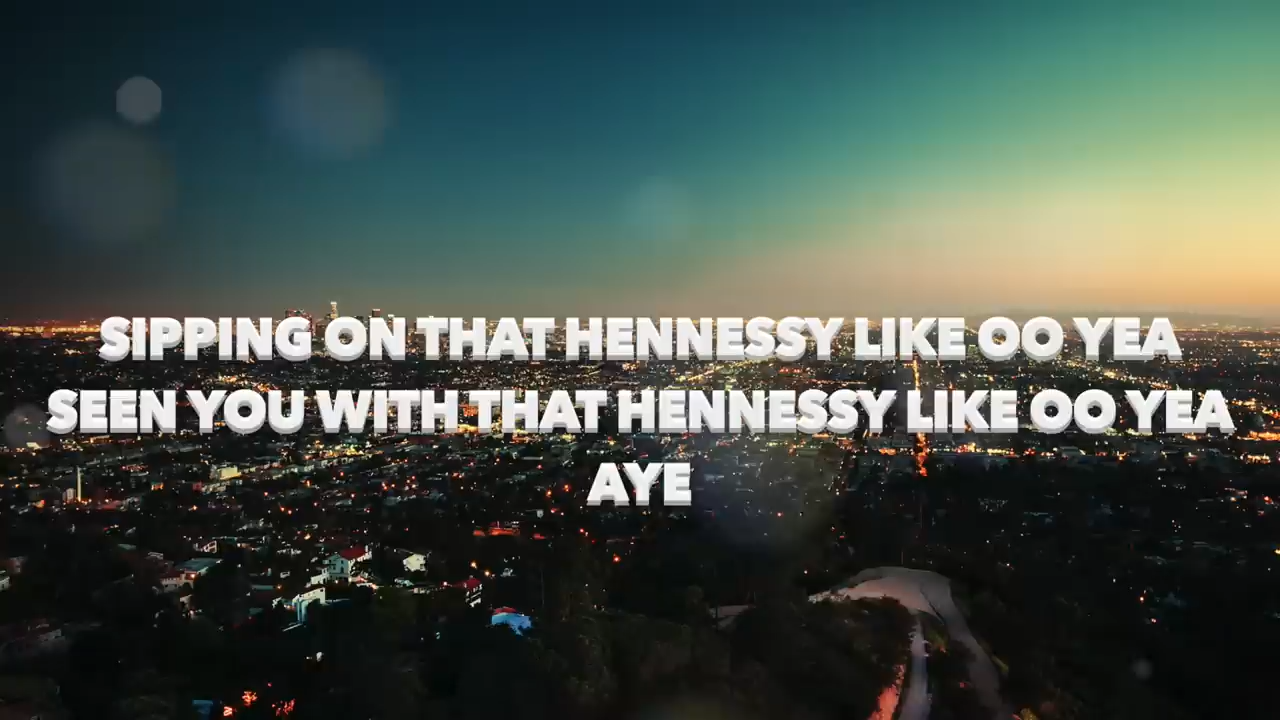 SIPPING ON THAT HENNESSY LIKE OO YEA
SEEN YOU WITH THAT HENNESSY LIKE OO YEA
AYE